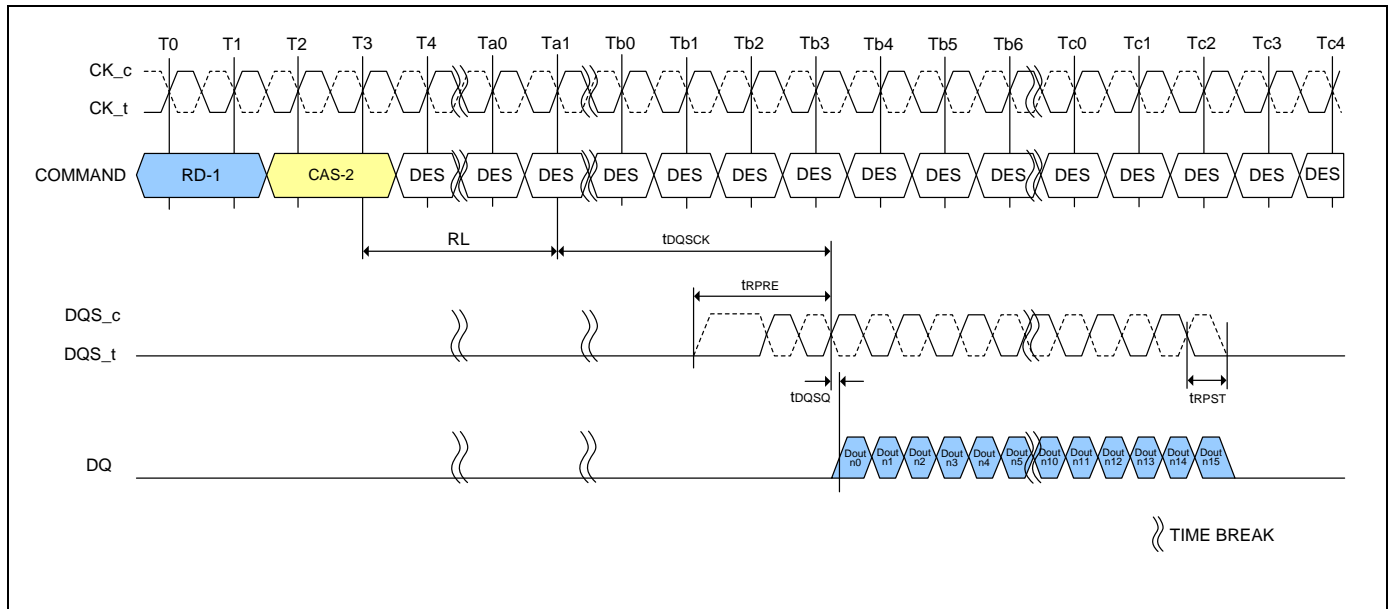 T0 T1 T2 T3 T4 Ta0 Ta1 Tb0 Tb1 Tb2 Tb3 Tb4 Tb5 Tb6 Tc0 Tc1 Tc2 Tc3 Tc4
CK_c
CK_t
COMMAND RD-1 CAS-2 DES DES DES DES DES DES DES DES DES DES DES DES DES DES DES
RL tDQSCK
tRPRE
DQS_c
DQS_t
tDQSQ tRPST
DQ Dout n0 Dout n1 Dout n2 Dout n3 Dout n4 Dout n5 Dout n10 Dout n11 Dout n12 Dout n13 Dout n14 Dout n15
TIME BREAK